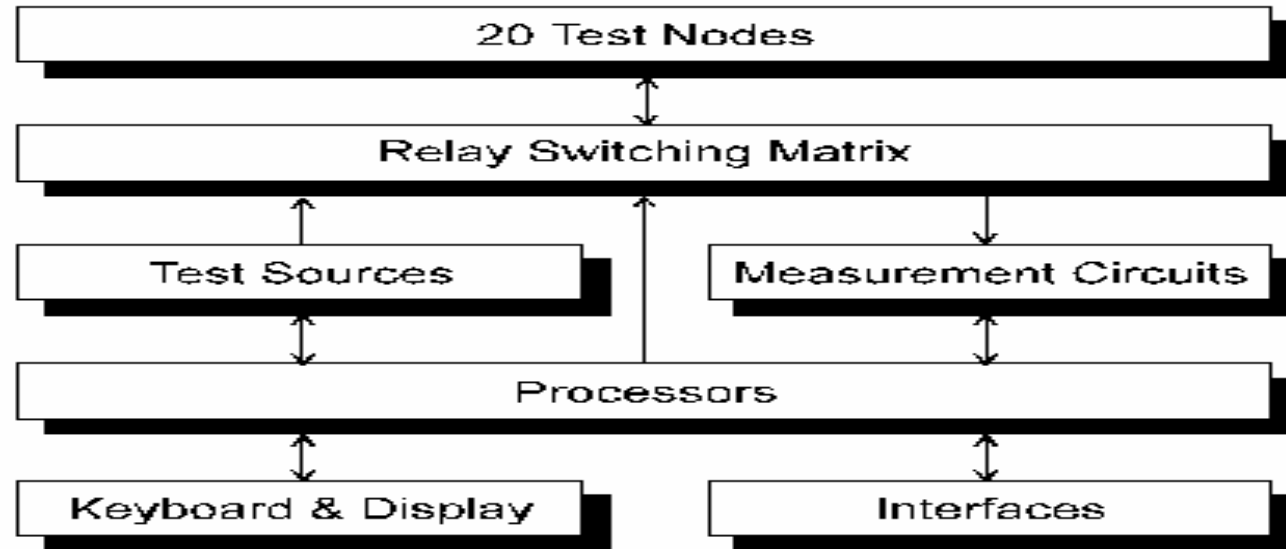 20 Test Nodes
Relay Switching Matrix
Test Sources
Measurement Circuits
Processors
Keyboard & Display
Interfaces